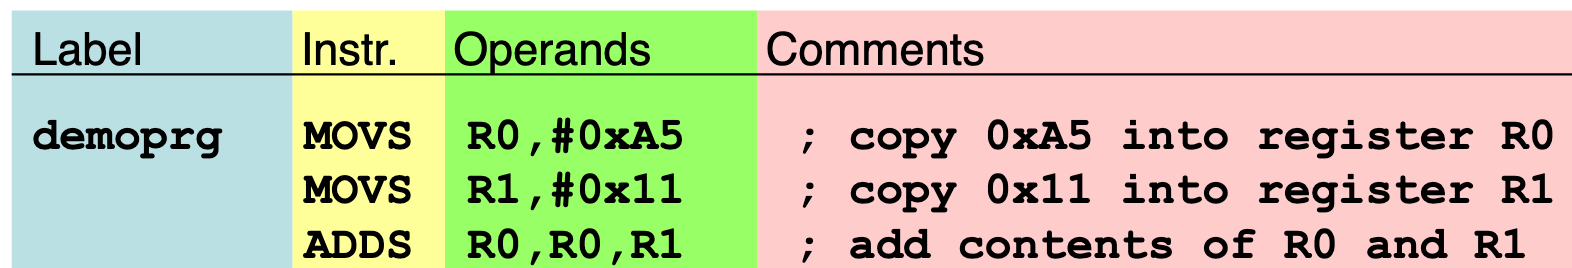 Label Instr. Operands Comments
demoprg MOVS R0,#0xA5 ; copy 0xA5 into register R0
MOVS R1,#0x11 ; copy 0x11 into register R1
ADDS R0,R0,R1 ; add contents of R0 and R1